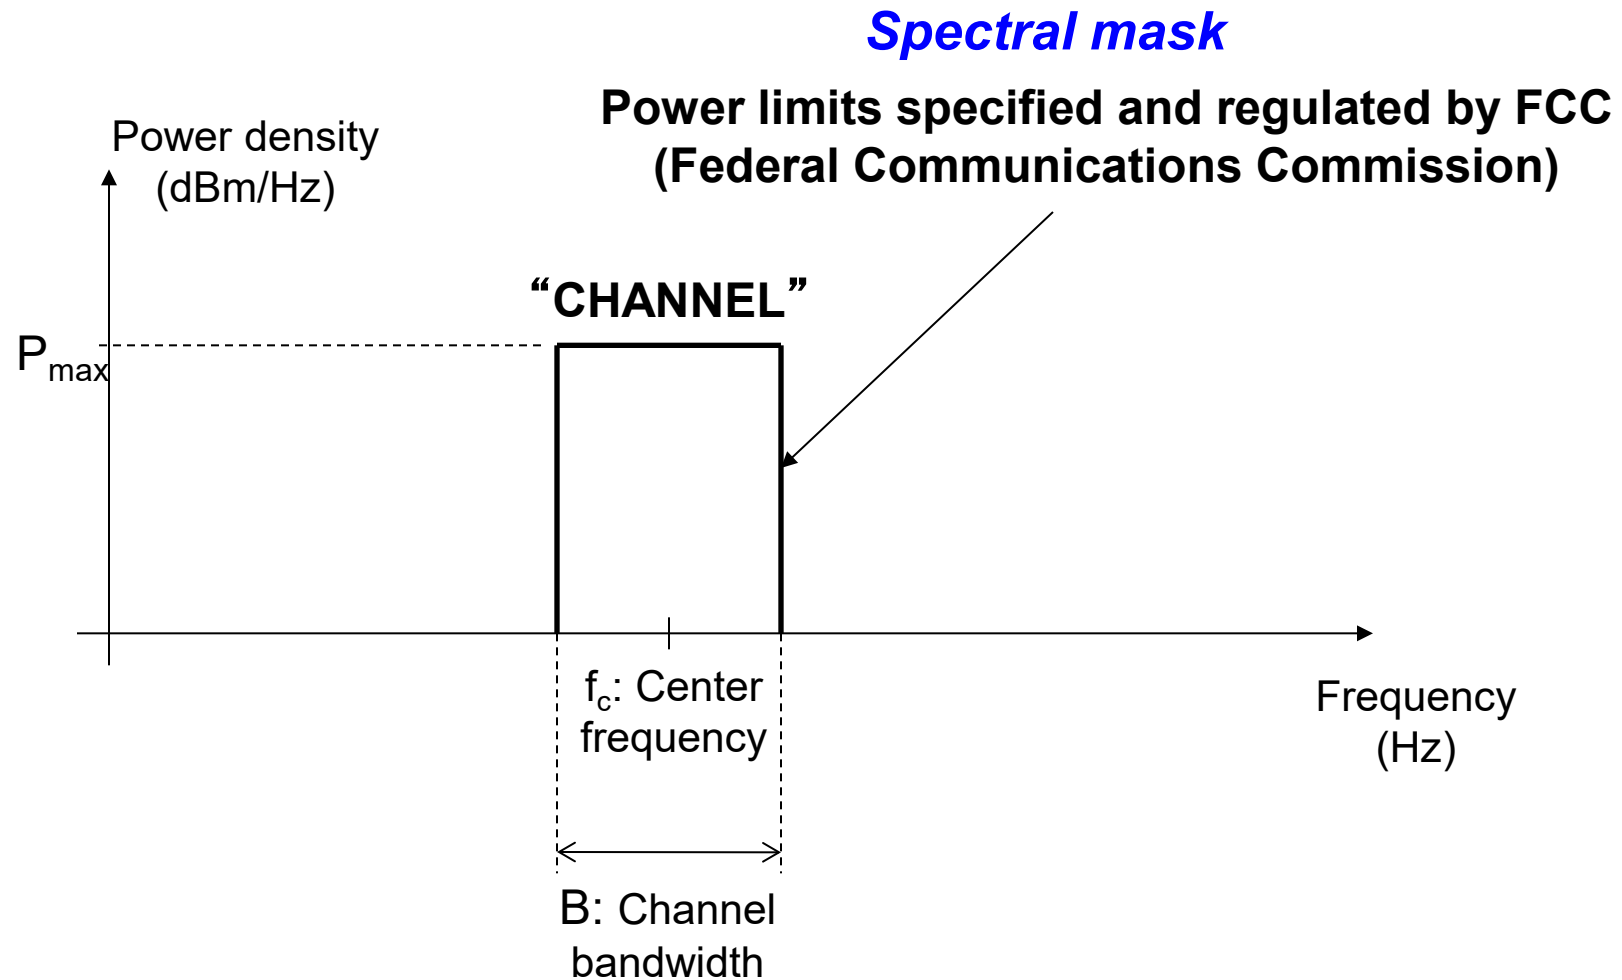 Spectral mask
Power limits specified and regulated by FCC
(Federal Communications Commission)
Power density
(dBm/Hz)
“CHANNEL”
Pmax
fc: Center
frequency
Frequency
(Hz)
B: Channel
bandwidth